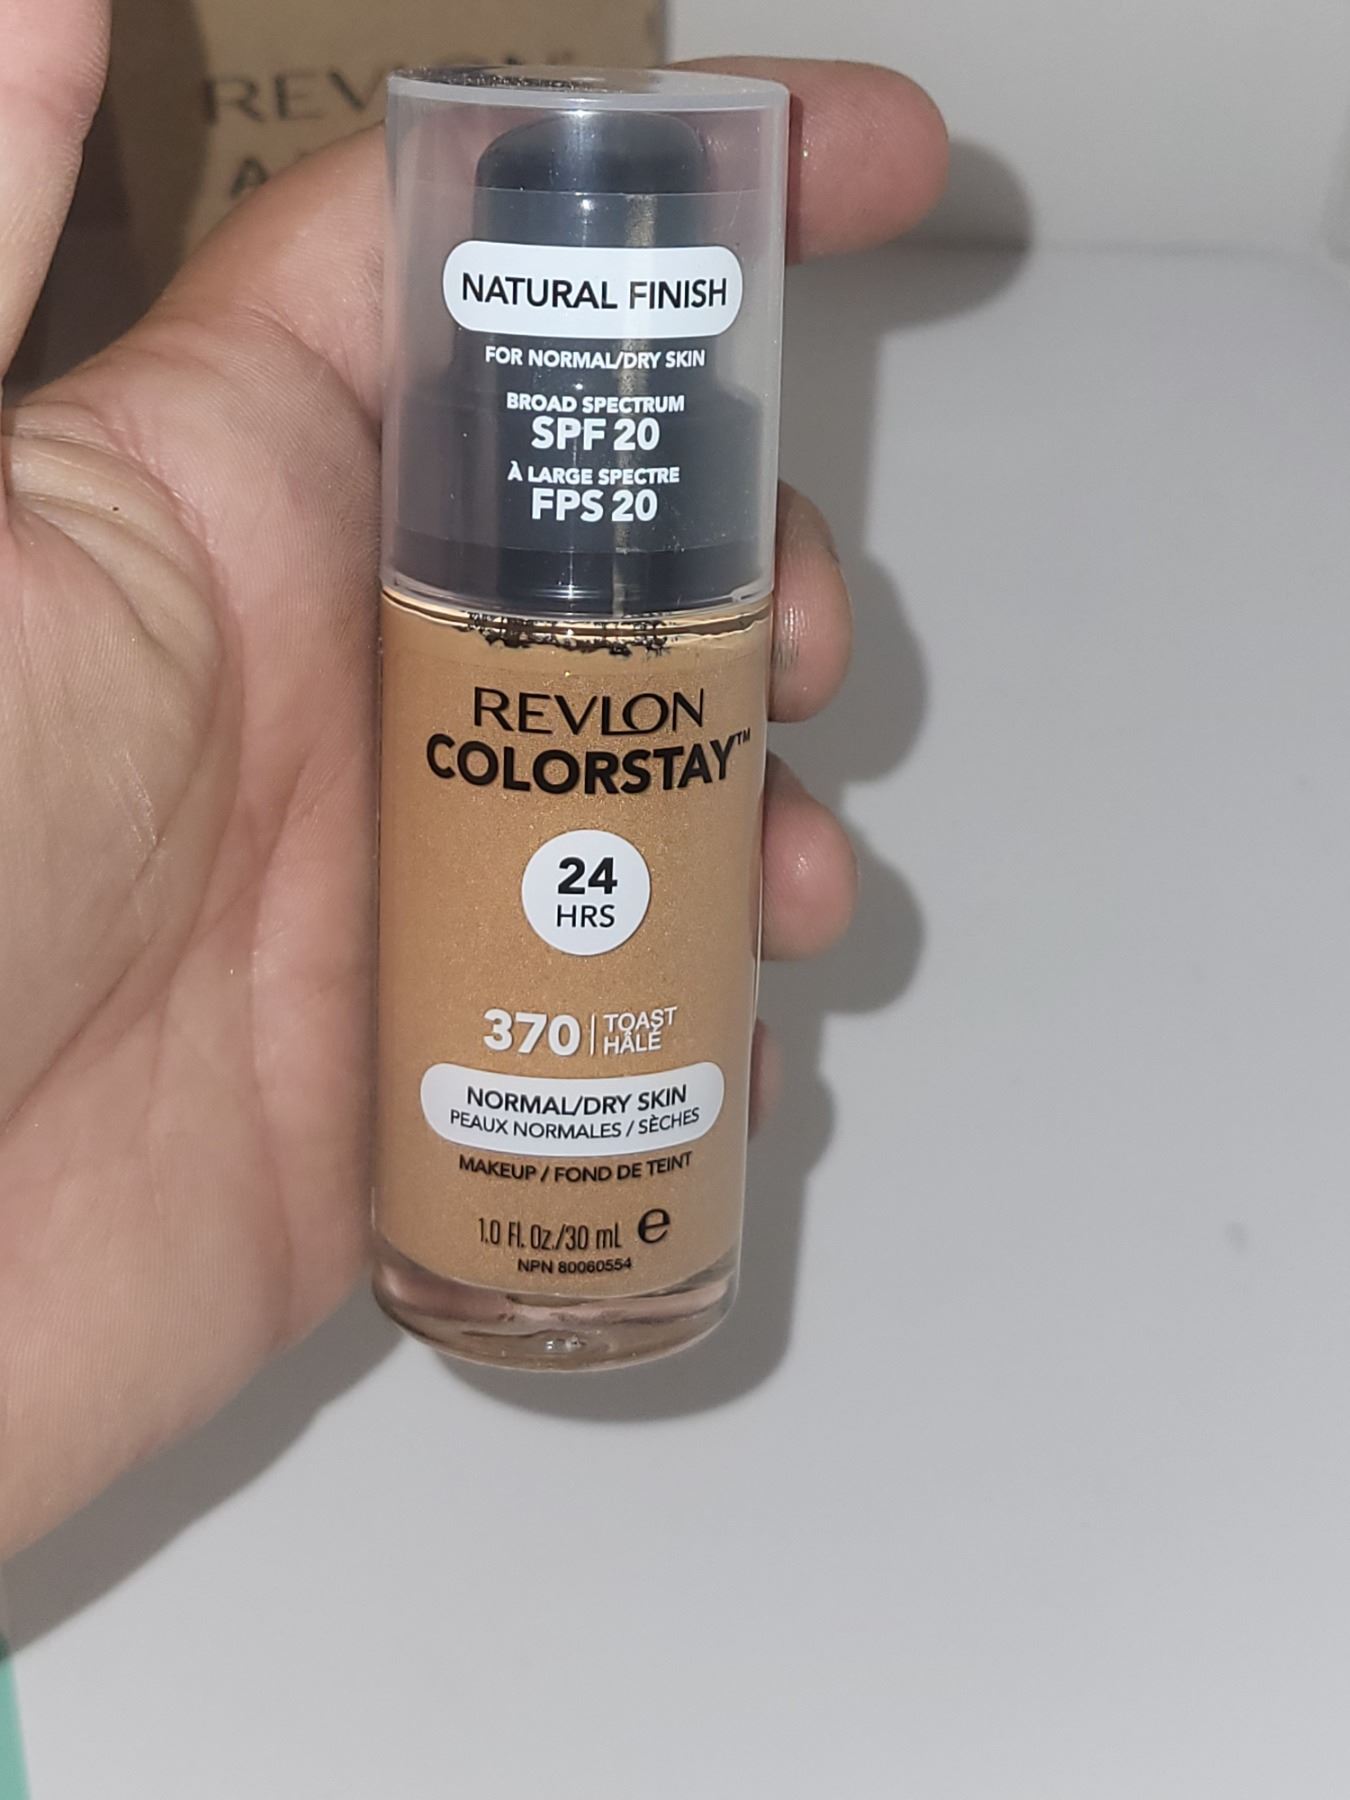 REVLON
NATURAL FINISH
FOR NORMAL/DRY SKIN
BROAD SPECTRUM
SPF 20
À LARGE SPECTRE
FPS 20
REVLON
COLORSTAY™
24
HRS
370 | TOAST
HÂLÉ
NORMAL/DRY SKIN
PEAUX NORMALES / SÈCHES
MAKEUP / FOND DE TEINT
1.0 Fl. Oz./30 mL ℮
NPN 80060554